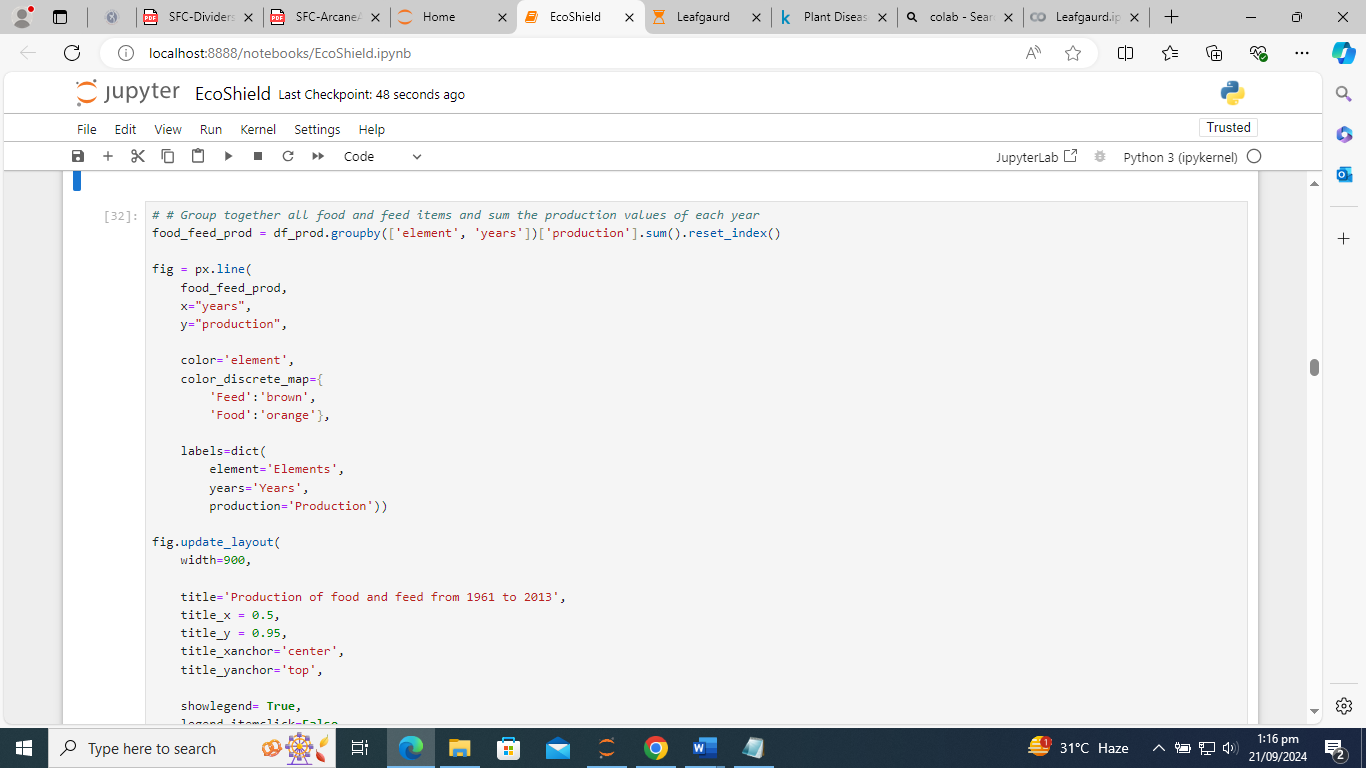 SFC-Dividers
SFC-ArcaneA
Home
EcoShield
Leafgaurd
Plant Diseas
colab - Sear
Leafgaurd.ip
localhost:8888/notebooks/EcoShield.ipynb
jupyter EcoShield Last Checkpoint: 48 seconds ago
File Edit View Run Kernel Settings Help
Trusted
Code
JupyterLab
Python 3 (ipykernel)
[32]:
# # Group together all food and feed items and sum the production values of each year
food_feed_prod = df_prod.groupby(['element', 'years'])['production'].sum().reset_index()
fig = px.line(
food_feed_prod,
x="years",
y="production",
color='element',
color_discrete_map={
'Feed':'brown',
'Food':'orange'},
labels=dict(
element='Elements',
years='Years',
production='Production'))
fig.update_layout(
width=900,
title='Production of food and feed from 1961 to 2013',
title_x = 0.5,
title_y = 0.95,
title_xanchor='center',
title_yanchor='top',
showlegend= True,
legend_itemclick=False
Type here to search
31°C Haze
1:16 pm
21/09/2024
2